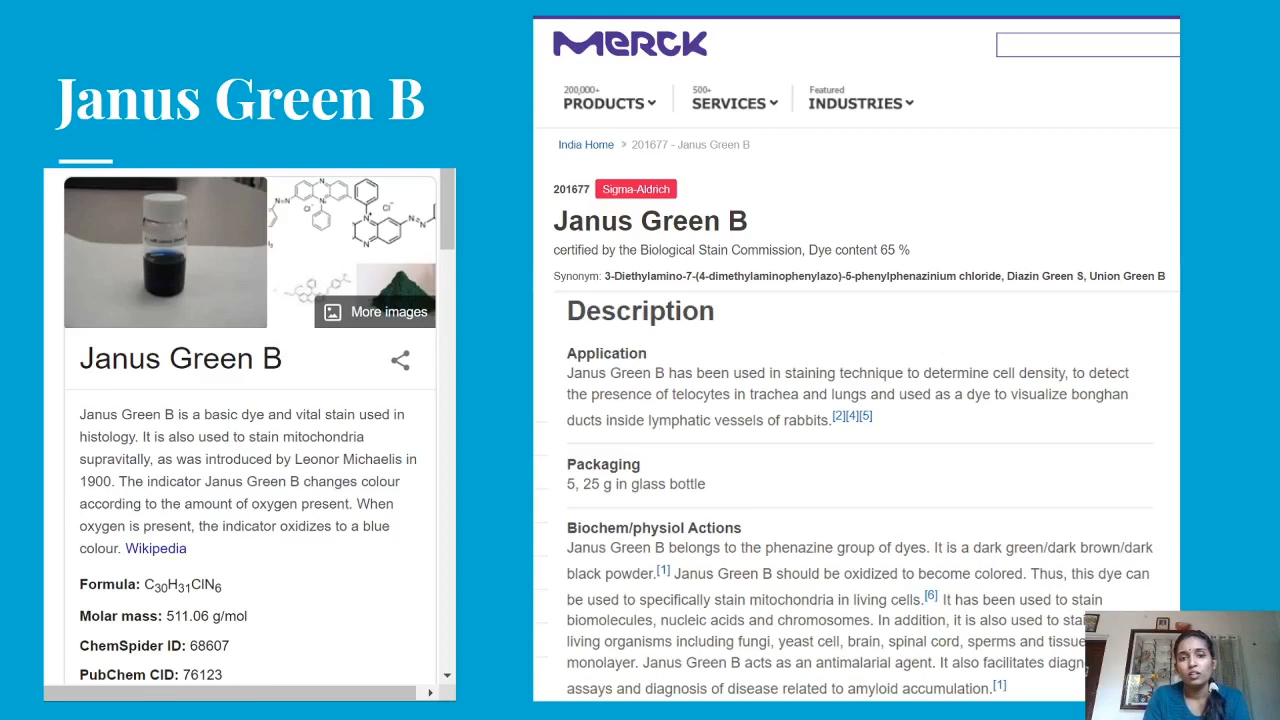 Janus Green B
More images
Janus Green B
Janus Green B is a basic dye and vital stain used in
histology. It is also used to stain mitochondria
supravitally, as was introduced by Leonor Michaelis in
1900. The indicator Janus Green B changes colour
according to the amount of oxygen present. When
oxygen is present, the indicator oxidizes to a blue
colour. Wikipedia
Formula: C30H31ClN6
Molar mass: 511.06 g/mol
ChemSpider ID: 68607
PubChem CID: 76123
MERCK
200,000+
PRODUCTS
500+
SERVICES
Featured
INDUSTRIES
India Home > 201677 - Janus Green B
201677 Sigma-Aldrich
Janus Green B
certified by the Biological Stain Commission, Dye content 65 %
Synonym: 3-Diethylamino-7-(4-dimethylaminophenylazo)-5-phenylphenazinium chloride, Diazin Green S, Union Green B
Description
Application
Janus Green B has been used in staining technique to determine cell density, to detect
the presence of telocytes in trachea and lungs and used as a dye to visualize bonghan
ducts inside lymphatic vessels of rabbits.[2][4][5]
Packaging
5, 25 g in glass bottle
Biochem/physiol Actions
Janus Green B belongs to the phenazine group of dyes. It is a dark green/dark brown/dark
black powder.[1] Janus Green B should be oxidized to become colored. Thus, this dye can
be used to specifically stain mitochondria in living cells.[6] It has been used to stain
biomolecules, nucleic acids and chromosomes. In addition, it is also used to sta
living organisms including fungi, yeast cell, brain, spinal cord, sperms and tissue
monolayer. Janus Green B acts as an antimalarial agent. It also facilitates diagn
assays and diagnosis of disease related to amyloid accumulation.[1]